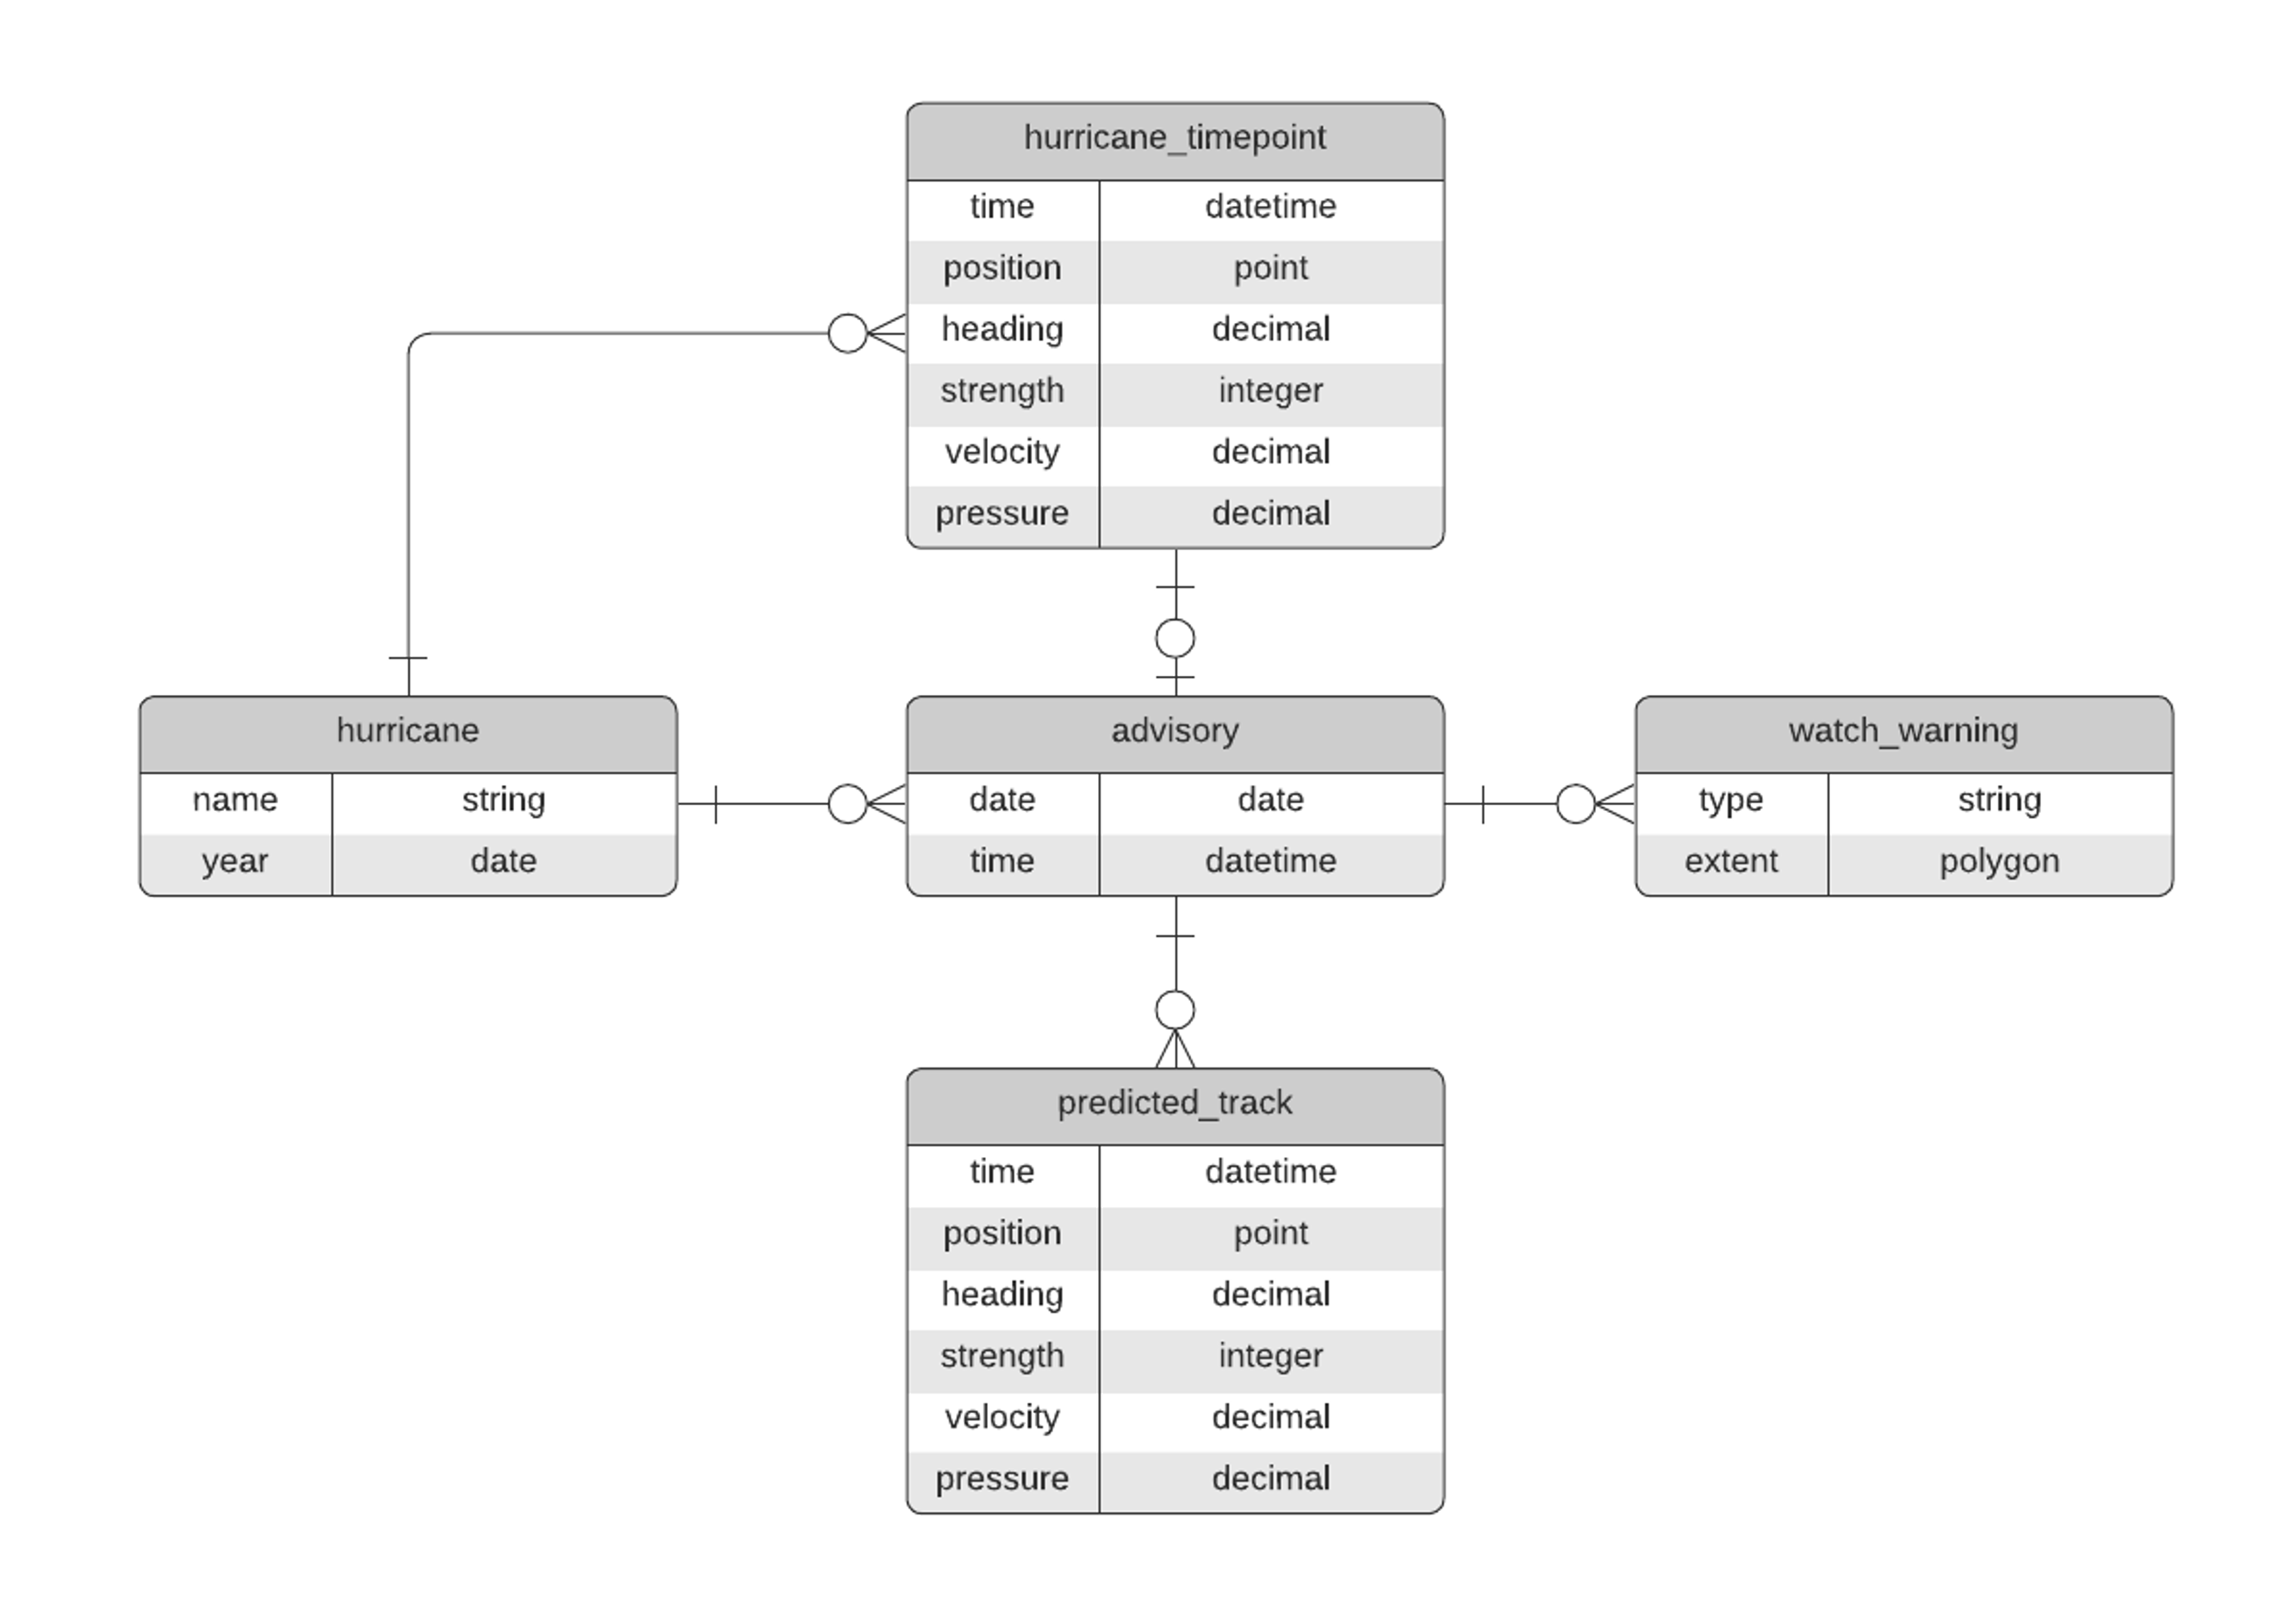 hurricane_timepoint
time datetime
position point
heading decimal
strength integer
velocity decimal
pressure decimal
hurricane
name string
year date
advisory
date date
time datetime
watch_warning
type string
extent polygon
predicted_track
time datetime
position point
heading decimal
strength integer
velocity decimal
pressure decimal